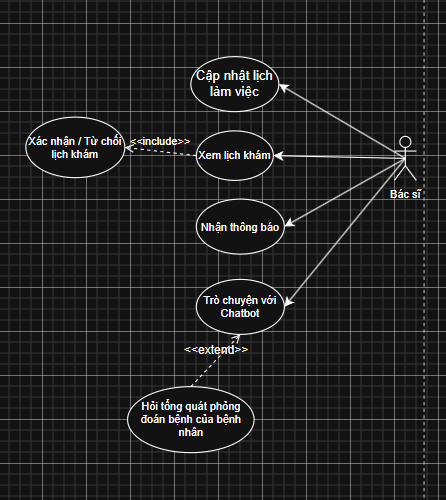 Cập nhật lịch
làm việc
Xác nhận / Từ chối
lịch khám
<<include>>
Xem lịch khám
Bác sĩ
Nhận thông báo
Trò chuyện với
Chatbot
<<extend>>
Hỏi tổng quát phỏng
đoán bệnh của bệnh
nhân